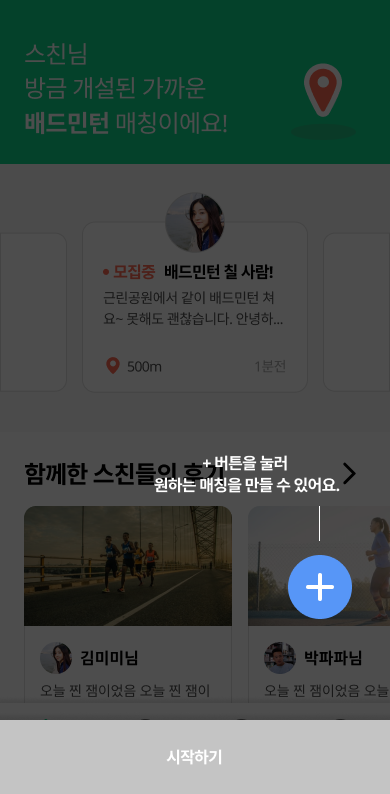 스친님
방금 개설된 가까운
배드민턴 매칭이에요!
모집중 배드민턴 칠 사람!
근린공원에서 같이 배드민턴 쳐
요~ 못해도 괜찮습니다. 안녕하...
500m 1분전
+ 버튼을 눌러
함께한 스친들의 후기
원하는 매칭을 만들 수 있어요.
김미미님
박파파님
오늘 찐 잼이었음 오늘 찐 잼이
오늘 찐 잼이었음 오늘
시작하기